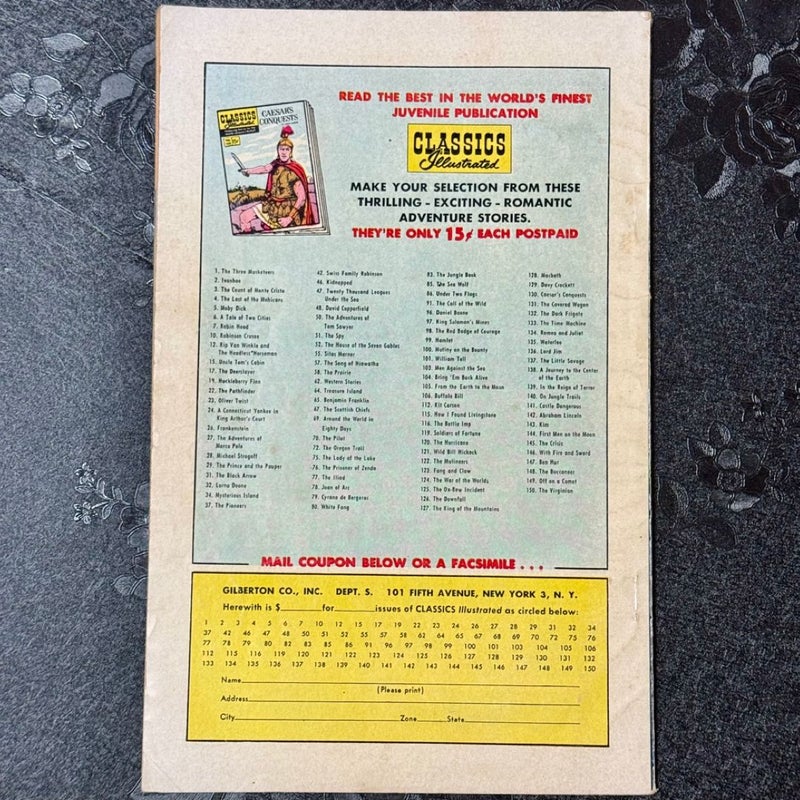 READ THE BEST IN THE WORLD'S FINEST
JUVENILE PUBLICATION
CLASSICS
Illustrated
CLASSICS
Illustrated
CAESAR'S
CONQUESTS
MAKE YOUR SELECTION FROM THESE
THRILLING - EXCITING - ROMANTIC
ADVENTURE STORIES.
THEY'RE ONLY 15¢ EACH POSTPAID
1. The Three Musketeers
2. Ivanhoe
3. The Count of Monte Cristo
4. The Last of the Mohicans
5. Moby Dick
6. A Tale of Two Cities
7. Robin Hood
10. Robinson Crusoe
12. Rip Van Winkle and
The Headless Horseman
15. Uncle Tom's Cabin
17. The Deerslayer
19. Huckleberry Finn
22. The Pathfinder
23. Oliver Twist
24. A Connecticut Yankee in
King Arthur's Court
26. Frankenstein
27. The Adventures of
Marco Polo
28. Michael Strogoff
29. The Prince and the Pauper
31. The Black Arrow
32. Lorna Doone
34. Mysterious Island
37. The Pioneers
42. Swiss Family Robinson
46. Kidnapped
47. Twenty Thousand Leagues
Under the Sea
48. David Copperfield
50. The Adventures of
Tom Sawyer
51. The Spy
52. The House of the Seven Gables
55. Silas Marner
57. The Song of Hiawatha
58. The Prairie
62. Western Stories
64. Treasure Island
65. Benjamin Franklin
67. The Scottish Chiefs
69. Around the World in
Eighty Days
70. The Pilot
72. The Oregon Trail
75. The Lady of the Lake
76. The Prisoner of Zenda
77. The Iliad
78. Joan of Arc
79. Cyrano de Bergerac
80. White Fang
83. The Jungle Book
85. The Sea Wolf
86. Under Two Flags
91. The Call of the Wild
96. Daniel Boone
97. King Solomon's Mines
98. The Red Badge of Courage
99. Hamlet
100. Mutiny on the Bounty
101. William Tell
103. Men Against the Sea
104. Bring 'Em Back Alive
105. From the Earth to the Moon
106. Buffalo Bill
112. Kit Carson
115. How I Found Livingstone
116. The Bottle Imp
119. Soldiers of Fortune
120. The Hurricane
121. Wild Bill Hickock
122. The Mutineers
123. Fang and Claw
124. The War of the Worlds
125. The Ox-Bow Incident
126. The Downfall
127. The King of the Mountains
128. Macbeth
129. Davy Crockett
130. Caesar's Conquests
131. The Covered Wagon
132. The Dark Frigate
133. The Time Machine
134. Romeo and Juliet
135. Waterloo
136. Lord Jim
137. The Little Savage
138. A Journey to the Center
of the Earth
139. In the Reign of Terror
140. On Jungle Trails
141. Castle Dangerous
142. Abraham Lincoln
143. Kim
144. First Men on the Moon
145. The Crisis
146. With Fire and Sword
147. Ben Hur
148. The Buccaneer
149. Off on a Comet
150. The Virginian
MAIL COUPON BELOW OR A FACSIMILE . . .
GILBERTON CO., INC. DEPT. S. 101 FIFTH AVENUE, NEW YORK 3, N. Y.
Herewith is $ for issues of CLASSICS Illustrated as circled below:
1 2 3 4 5 6 7 10 12 15 17 19 22 23 24 26 27 28 29 31 32 34
37 42 46 47 48 50 51 52 55 57 58 62 64 65 67 69 70 72 75 76
77 78 79 80 83 85 86 91 96 97 98 99 100 101 103 104 105 106
112 115 116 119 120 121 122 123 124 125 126 127 128 129 130 131 132
133 134 135 136 137 138 139 140 141 142 143 144 145 146 147 148 149 150
Name
(Please print)
Address
City Zone State